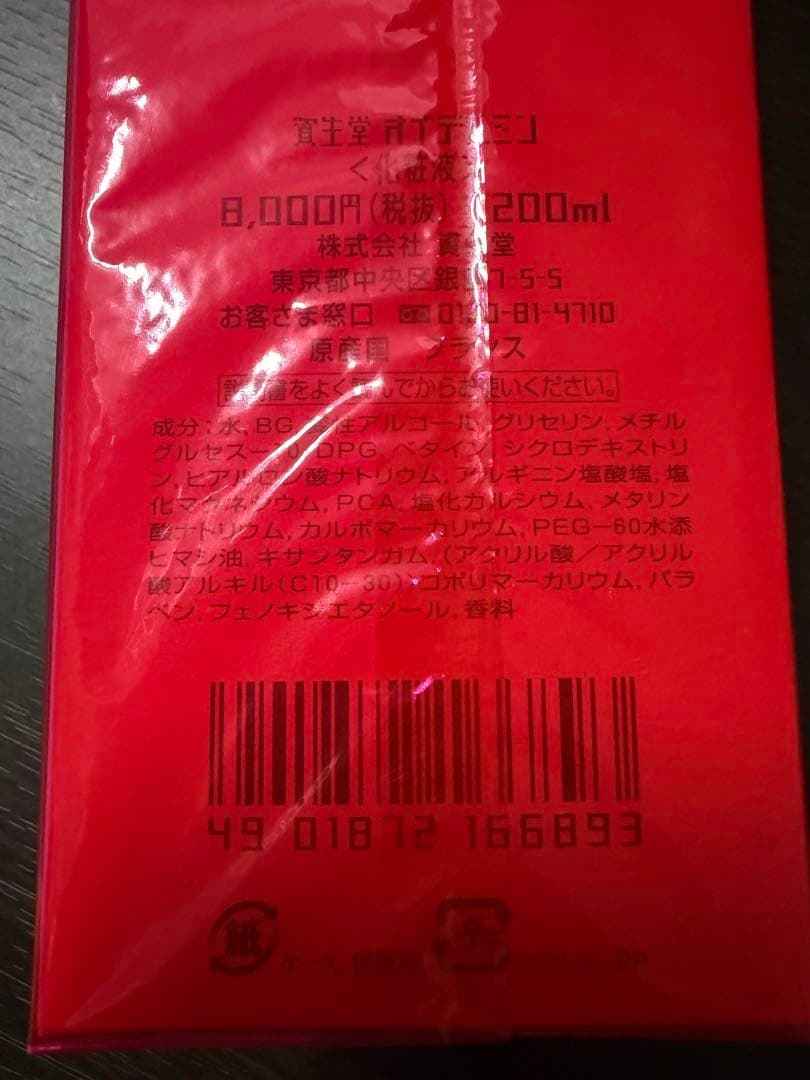 資生堂 オイデルミン
<化粧液>
8,000円(税抜) 200ml
株式会社 資生堂
東京都中央区銀座7-5-5
お客さま窓口 0120-81-4710
原産国 フランス
説明書をよく読んでからお使いください。
成分:水, BG, 変性アルコール, グリセリン, メチル
グルセス-10, DPG, ベタイン, シクロデキストリ
ン, ヒアルロン酸ナトリウム, アルギニン塩酸塩, 塩
化マグネシウム, PCA, 塩化カルシウム, メタリン
酸ナトリウム, カルボマーカリウム, PEG-60水添
ヒマシ油, キサンタンガム, (アクリル酸/アクリル
酸アルキル(C10-30))コポリマーカリウム, パラ
ベン, フェノキシエタノール, 香料
49 01872 166893
紙 ケース, プラ PP